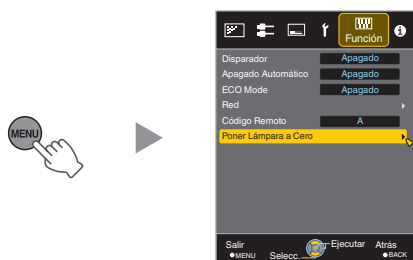 MENU
Función
Disparador Apagado
Apagado Automático Apagado
ECO Mode Apagado
Red
Código Remoto A
Poner Lámpara a Cero
Salir Ejecutar Atrás
MENU Selecc. BACK